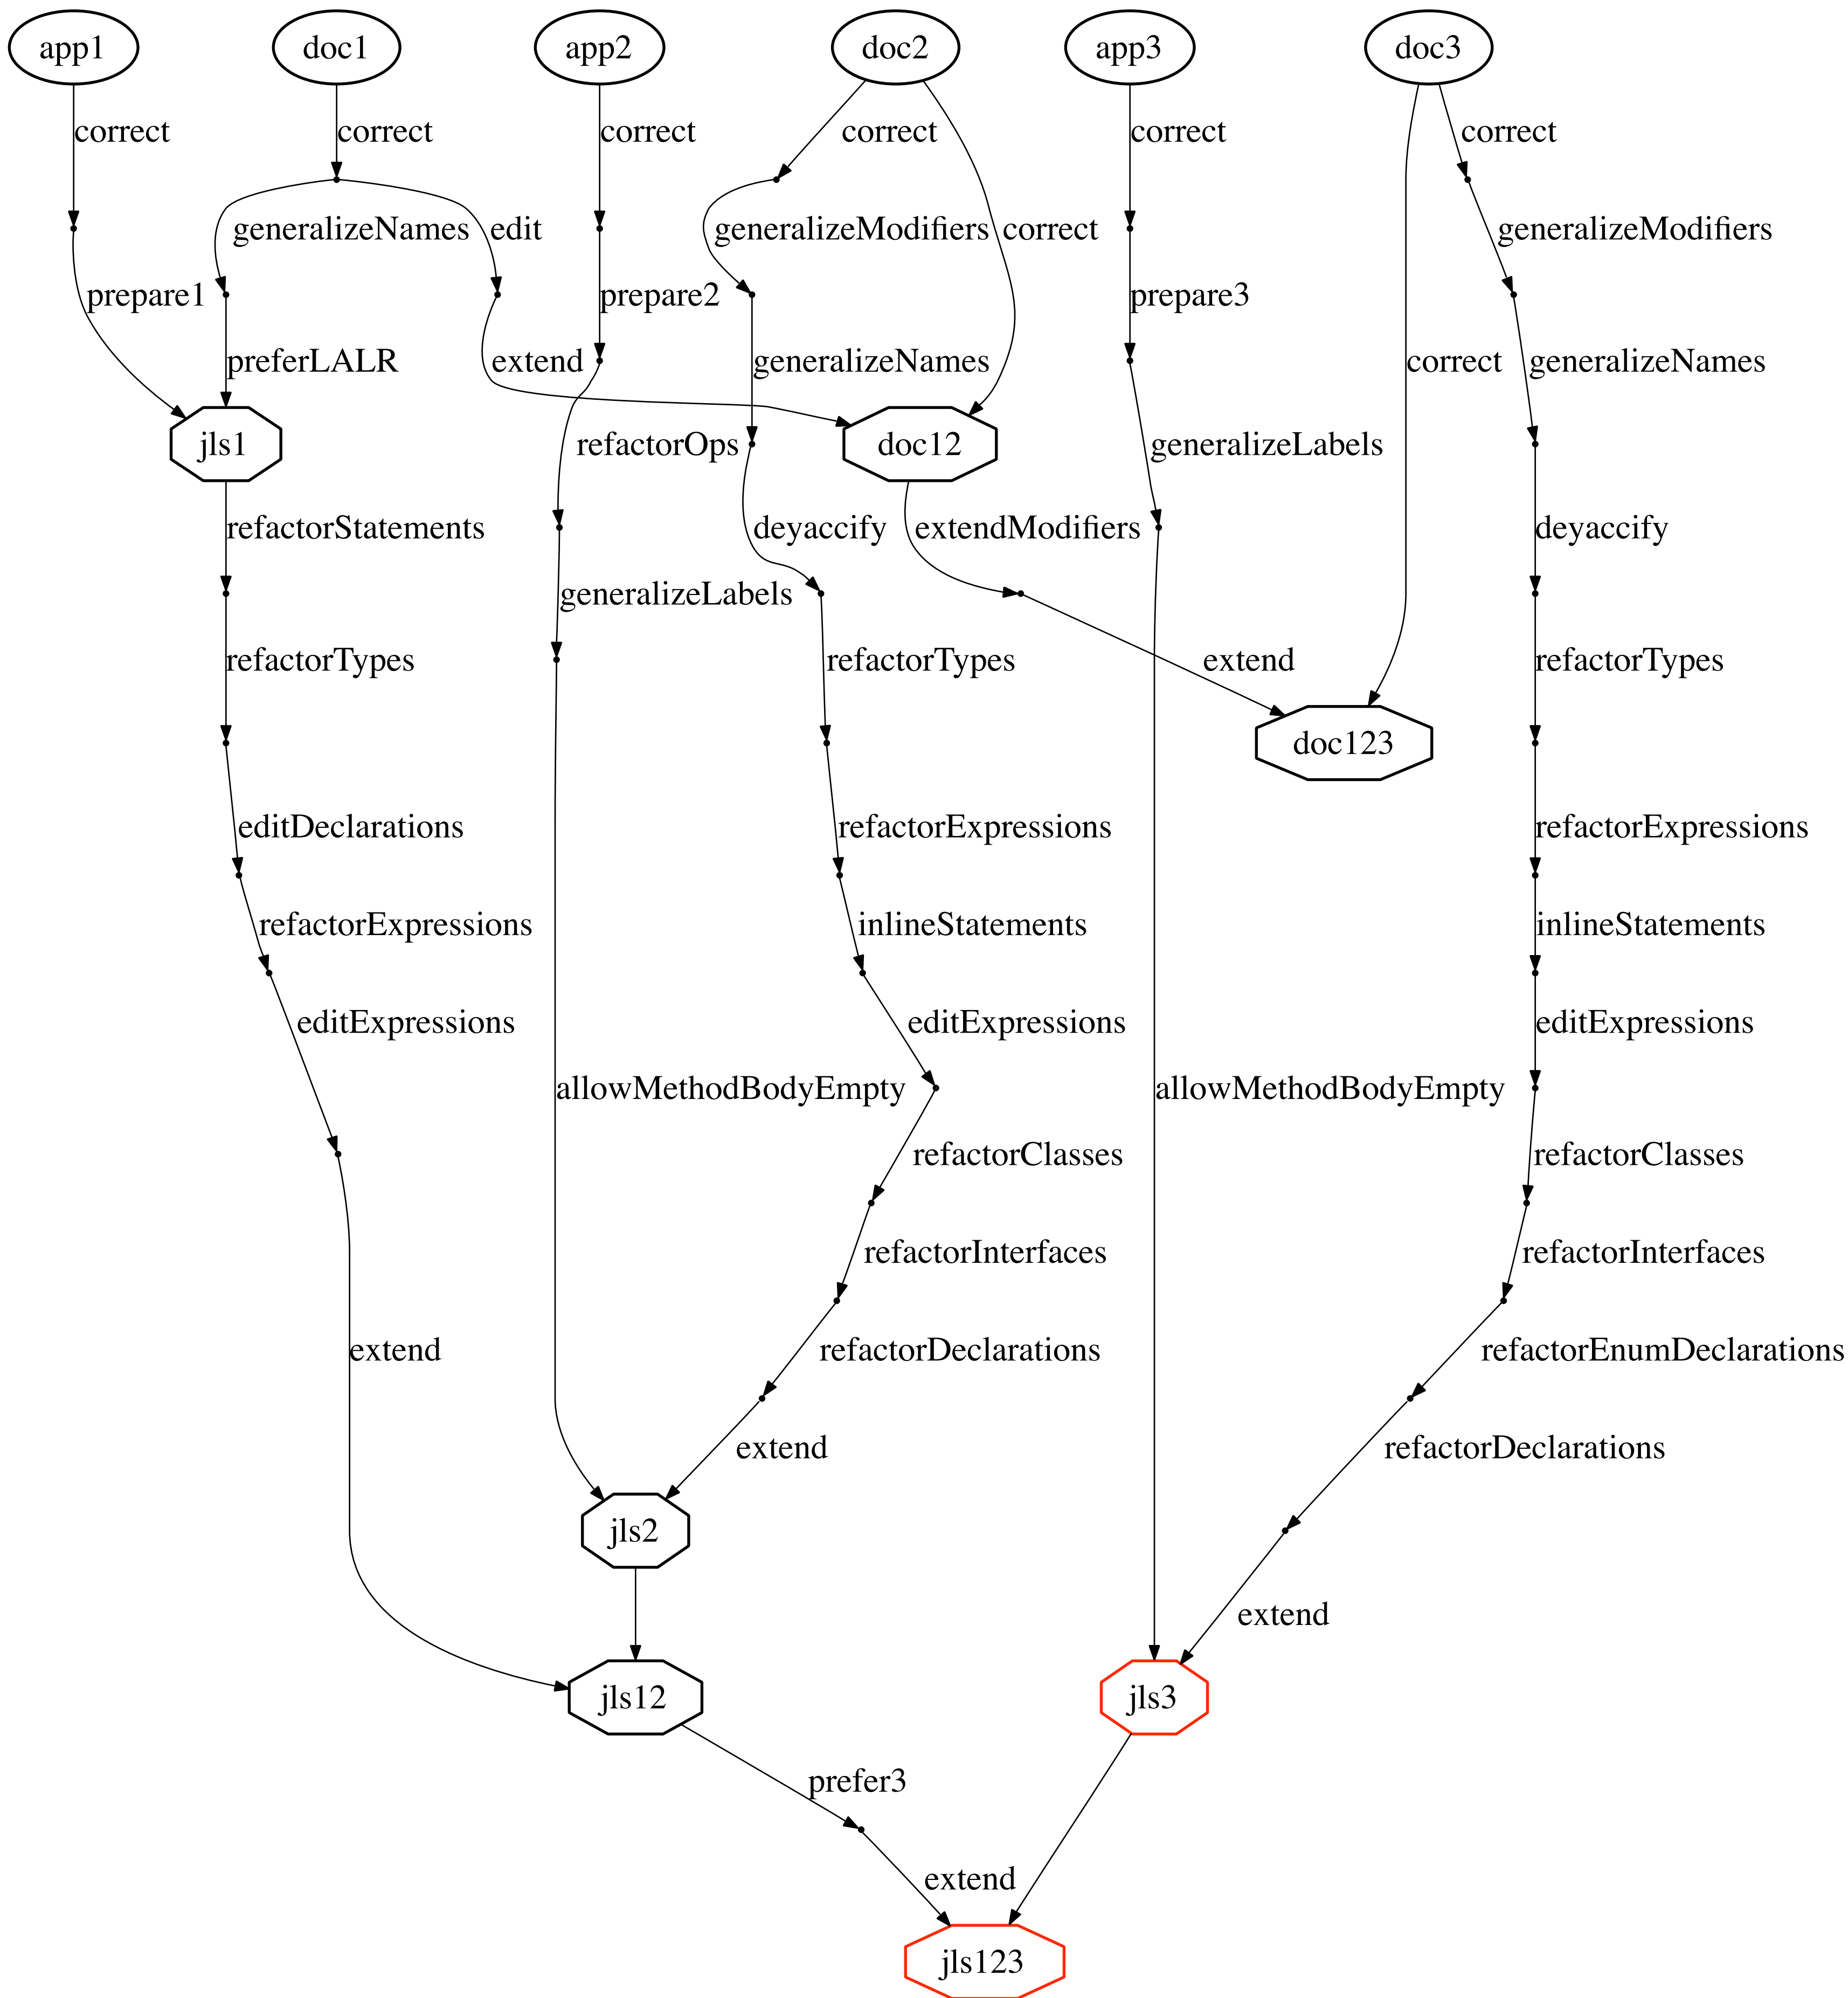 app1 doc1 app2 doc2 app3 doc3
correct correct correct correct correct correct
generalizeNames edit generalizeModifiers correct generalizeModifiers
prepare1 prepare2 prepare3
preferLALR extend generalizeNames correct generalizeNames
jls1 refactorOps doc12 generalizeLabels
refactorStatements deyaccify extendModifiers deyaccify
generalizeLabels
refactorTypes refactorTypes extend refactorTypes
doc123
editDeclarations refactorExpressions refactorExpressions
refactorExpressions inlineStatements inlineStatements
editExpressions editExpressions editExpressions
allowMethodBodyEmpty allowMethodBodyEmpty
refactorClasses refactorClasses
refactorInterfaces refactorInterfaces
extend refactorDeclarations refactorEnumDeclarations
extend refactorDeclarations
jls2
extend
jls12 jls3
prefer3
extend
jls123